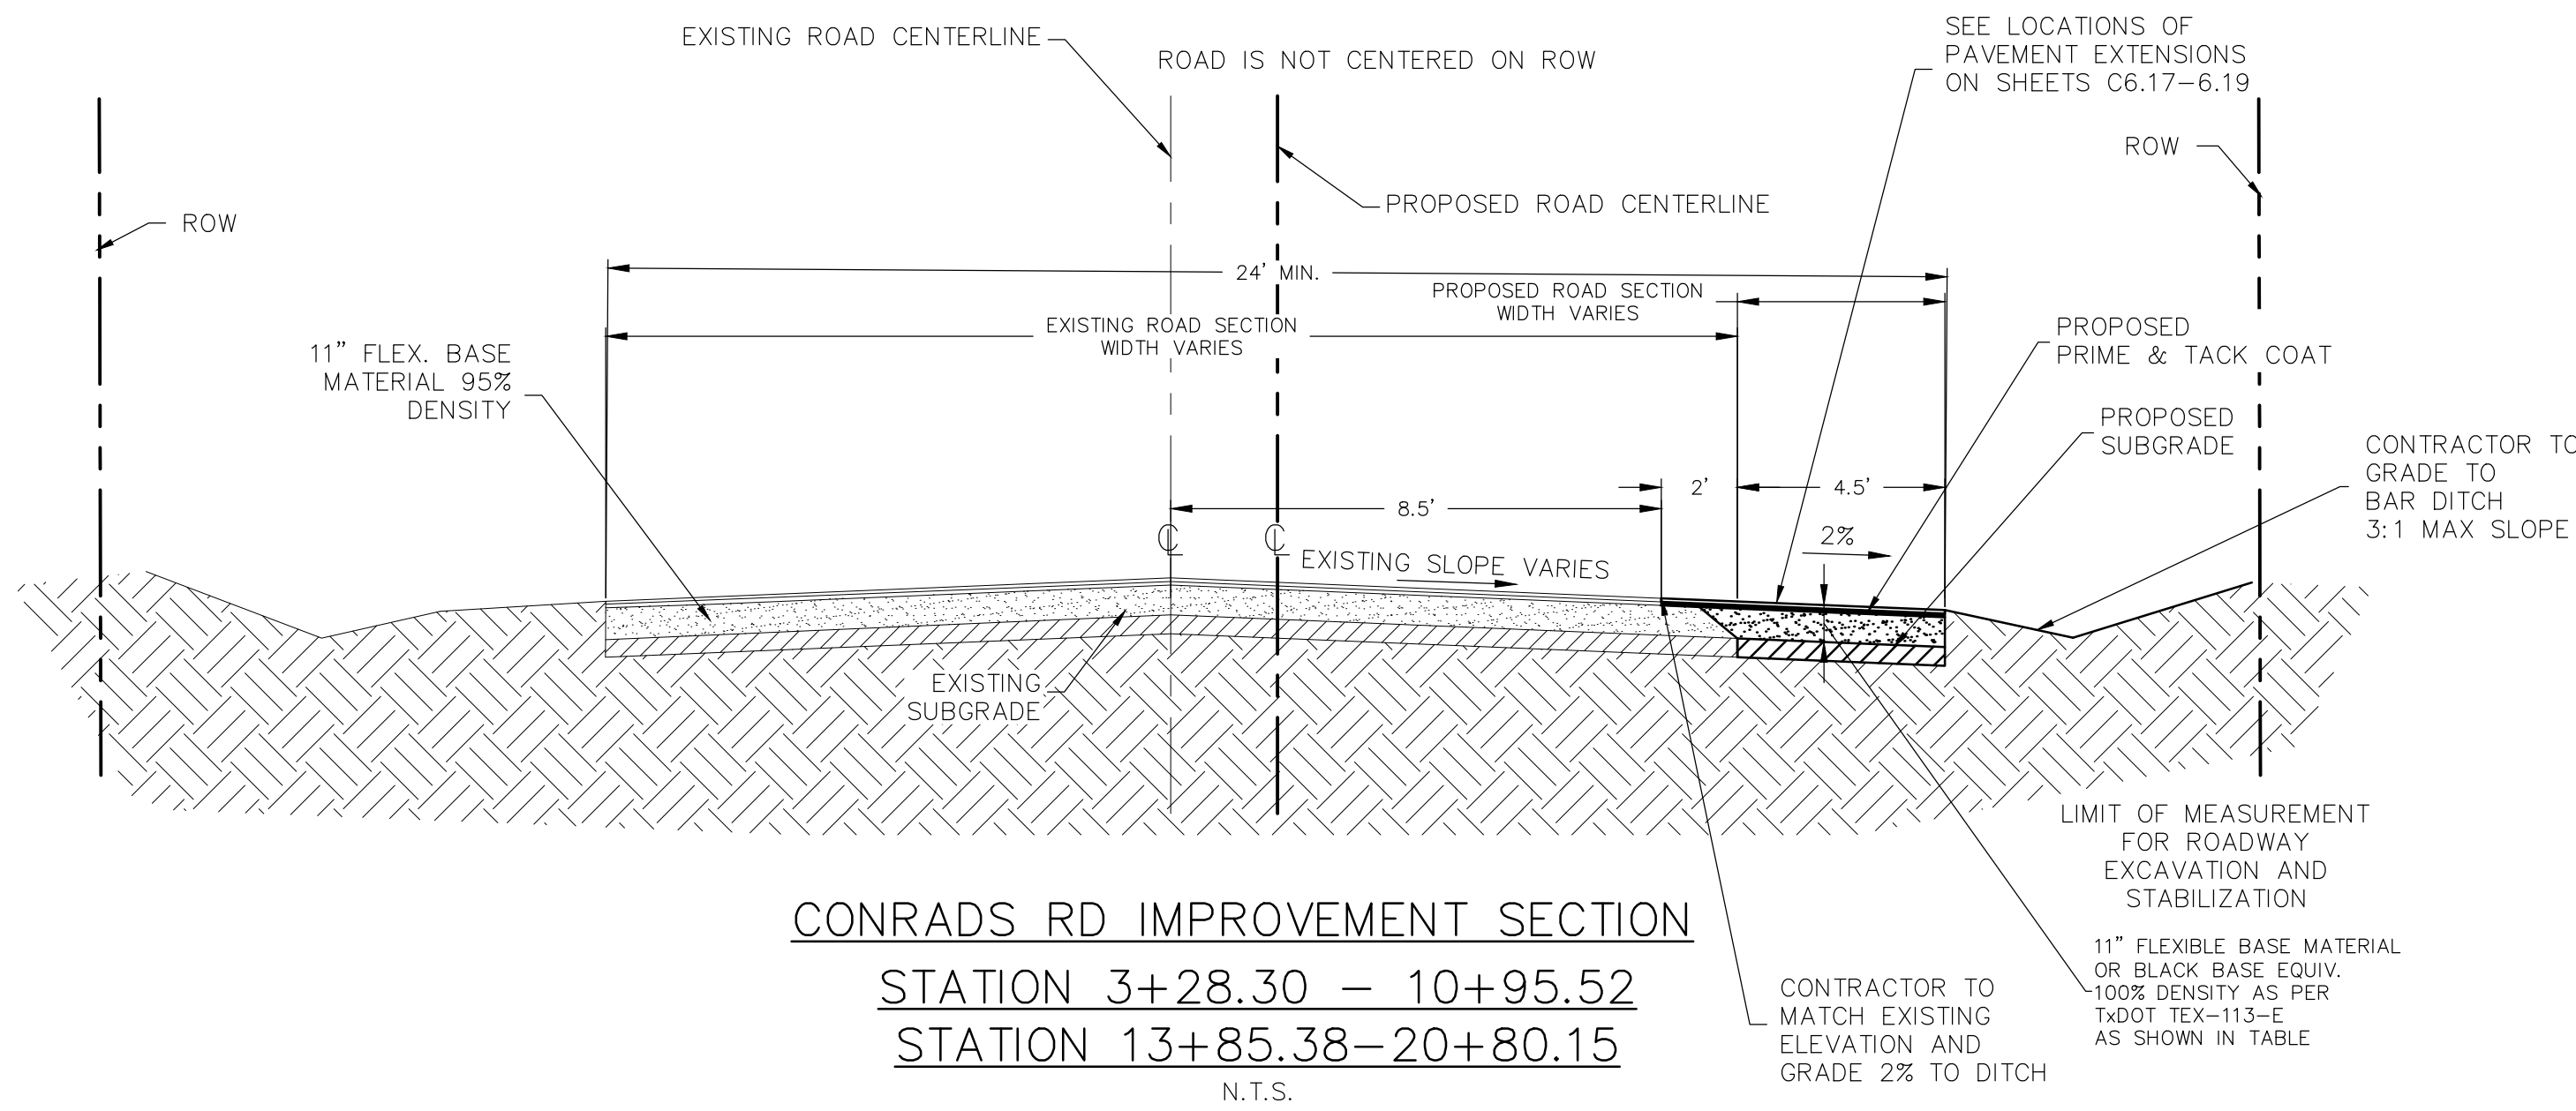 EXISTING ROAD CENTERLINE
ROAD IS NOT CENTERED ON ROW
SEE LOCATIONS OF
PAVEMENT EXTENSIONS
ON SHEETS C6.17-6.19
ROW
ROW
PROPOSED ROAD CENTERLINE
24' MIN.
PROPOSED ROAD SECTION
WIDTH VARIES
EXISTING ROAD SECTION
WIDTH VARIES
11" FLEX. BASE
MATERIAL 95%
DENSITY
PROPOSED
PRIME & TACK COAT
PROPOSED
SUBGRADE
CONTRACTOR TO
GRADE TO
BAR DITCH
3:1 MAX SLOPE
2'
4.5'
8.5'
2%
℄
℄
EXISTING SLOPE VARIES
EXISTING
SUBGRADE
LIMIT OF MEASUREMENT
FOR ROADWAY
EXCAVATION AND
STABILIZATION
11" FLEXIBLE BASE MATERIAL
OR BLACK BASE EQUIV.
100% DENSITY AS PER
TxDOT TEX-113-E
AS SHOWN IN TABLE
CONTRACTOR TO
MATCH EXISTING
ELEVATION AND
GRADE 2% TO DITCH
CONRADS RD IMPROVEMENT SECTION
STATION 3+28.30 - 10+95.52
STATION 13+85.38-20+80.15
N.T.S.